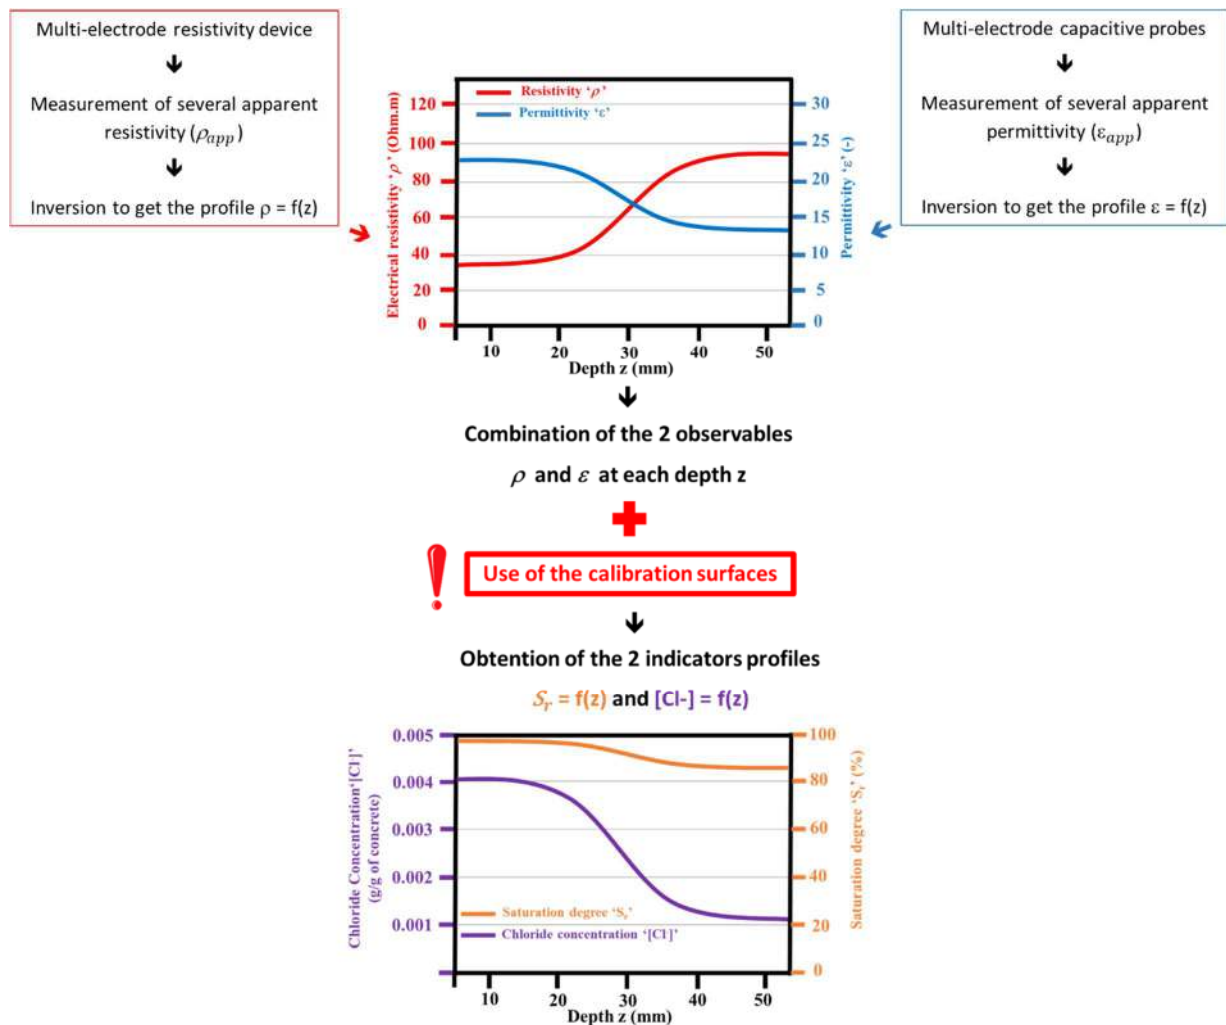 Multi-electrode resistivity device
Measurement of several apparent
resistivity (ρapp)
Inversion to get the profile ρ = f(z)
Multi-electrode capacitive probes
Measurement of several apparent
permittivity (εapp)
Inversion to get the profile ε = f(z)
Electrical resistivity ‘ρ’ (Ohm.m)
120
100
80
60
40
20
0
Resistivity ‘ρ’
Permittivity ‘ε’
30
25
20
15
10
5
0
Permittivity ‘ε’ (-)
10 20 30 40 50
Depth z (mm)
Combination of the 2 observables
ρ and ε at each depth z
Use of the calibration surfaces
Obtention of the 2 indicators profiles
Sr = f(z) and [Cl-] = f(z)
Chloride Concentration‘[Cl-]’
(g/g of concrete)
0.005
0.004
0.003
0.002
0.001
Saturation degree ‘Sr’
Chloride concentration ‘[Cl-]’
100
80
60
40
20
0
Saturation degree ‘Sr’ (%)
10 20 30 40 50
Depth z (mm)